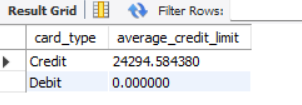 Result Grid Filter Rows:
card_type average_credit_limit
Credit 24294.584380
Debit 0.000000